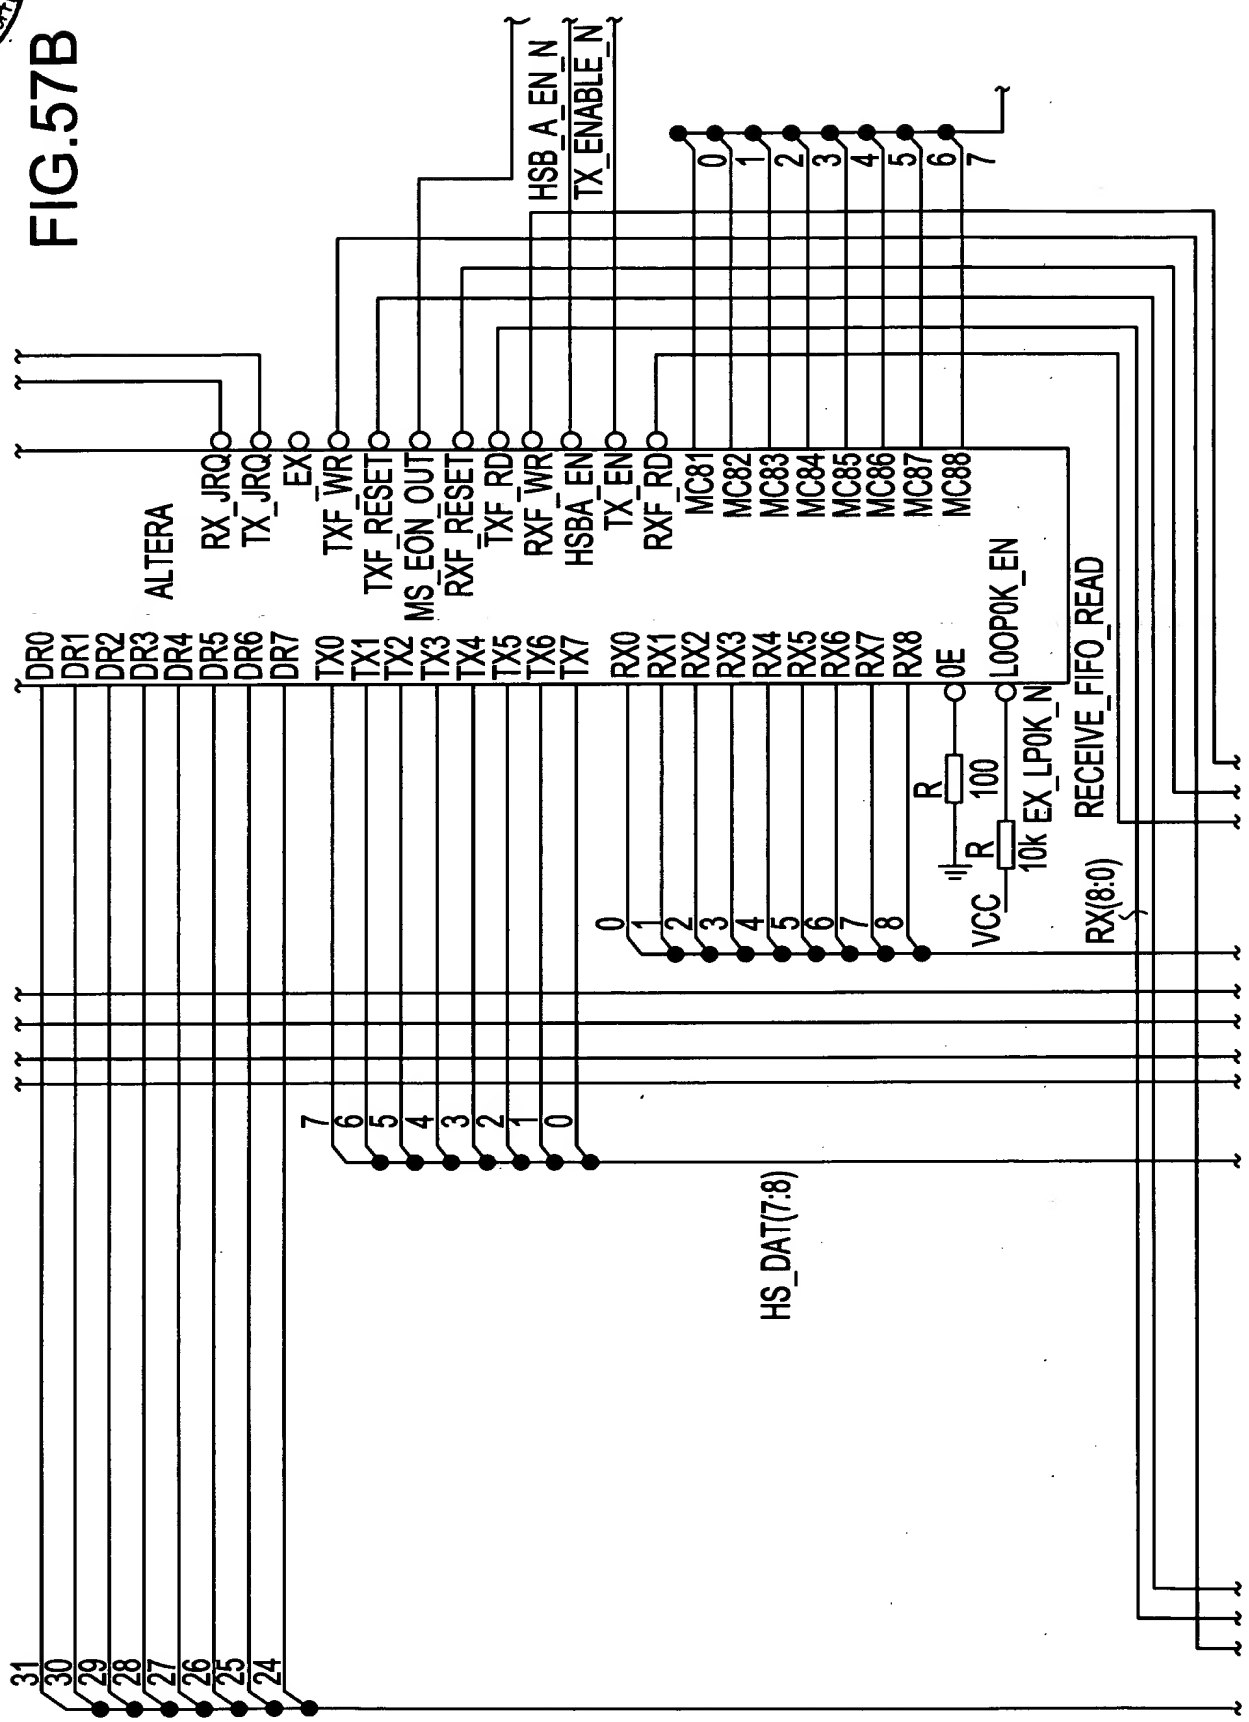 FIG.57B
ALTERA
DR0
DR1
DR2
DR3
DR4
DR5
DR6
DR7
TX0
TX1
TX2
TX3
TX4
TX5
TX6
TX7
RX0
RX1
RX2
RX3
RX4
RX5
RX6
RX7
RX8
OE
LOOPOK_EN
RX_JRQ
TX_JRQ
EX
TXF_WR
TXF_RESET
MS_EON_OUT
RXF_RESET
TXF_RD
RXF_WR
HSBA_EN
TX_EN
RXF_RD
MC81
MC82
MC83
MC84
MC85
MC86
MC87
MC88
HSB_A_EN_N
TX_ENABLE_N
0
1
2
3
4
5
6
7
31
30
29
28
27
26
25
24
7
6
5
4
3
2
1
0
HS_DAT(7:8)
0
1
2
3
4
5
6
7
8
R
100
R
10k
VCC
EX_LPOK_N
RECEIVE_FIFO_READ
RX(8:0)